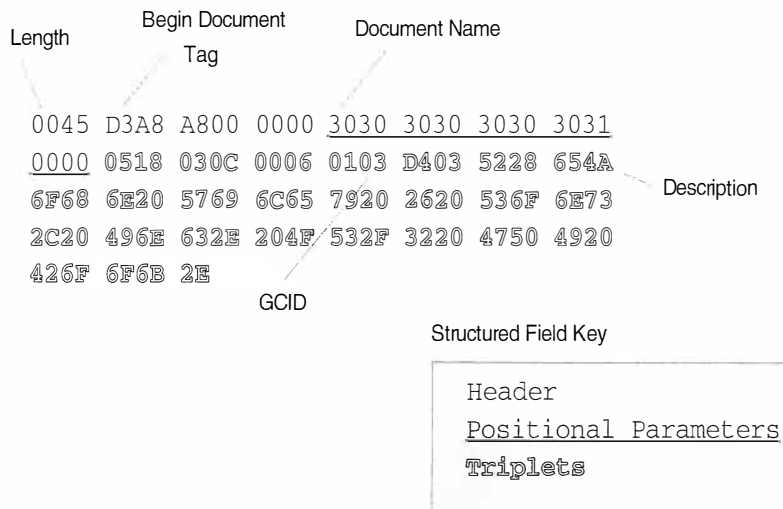 Length
Begin Document
Tag
Document Name
0045 D3A8 A800 0000 3030 3030 3030 3031
0000 0518 030C 0006 0103 D403 5228 654A
6F68 6E20 5769 6C65 7920 2620 536F 6E73
2C20 496E 632E 204F 532F 3220 4750 4920
426F 6F6B 2E
Description
GCID
Structured Field Key
Header
Positional Parameters
Triplets